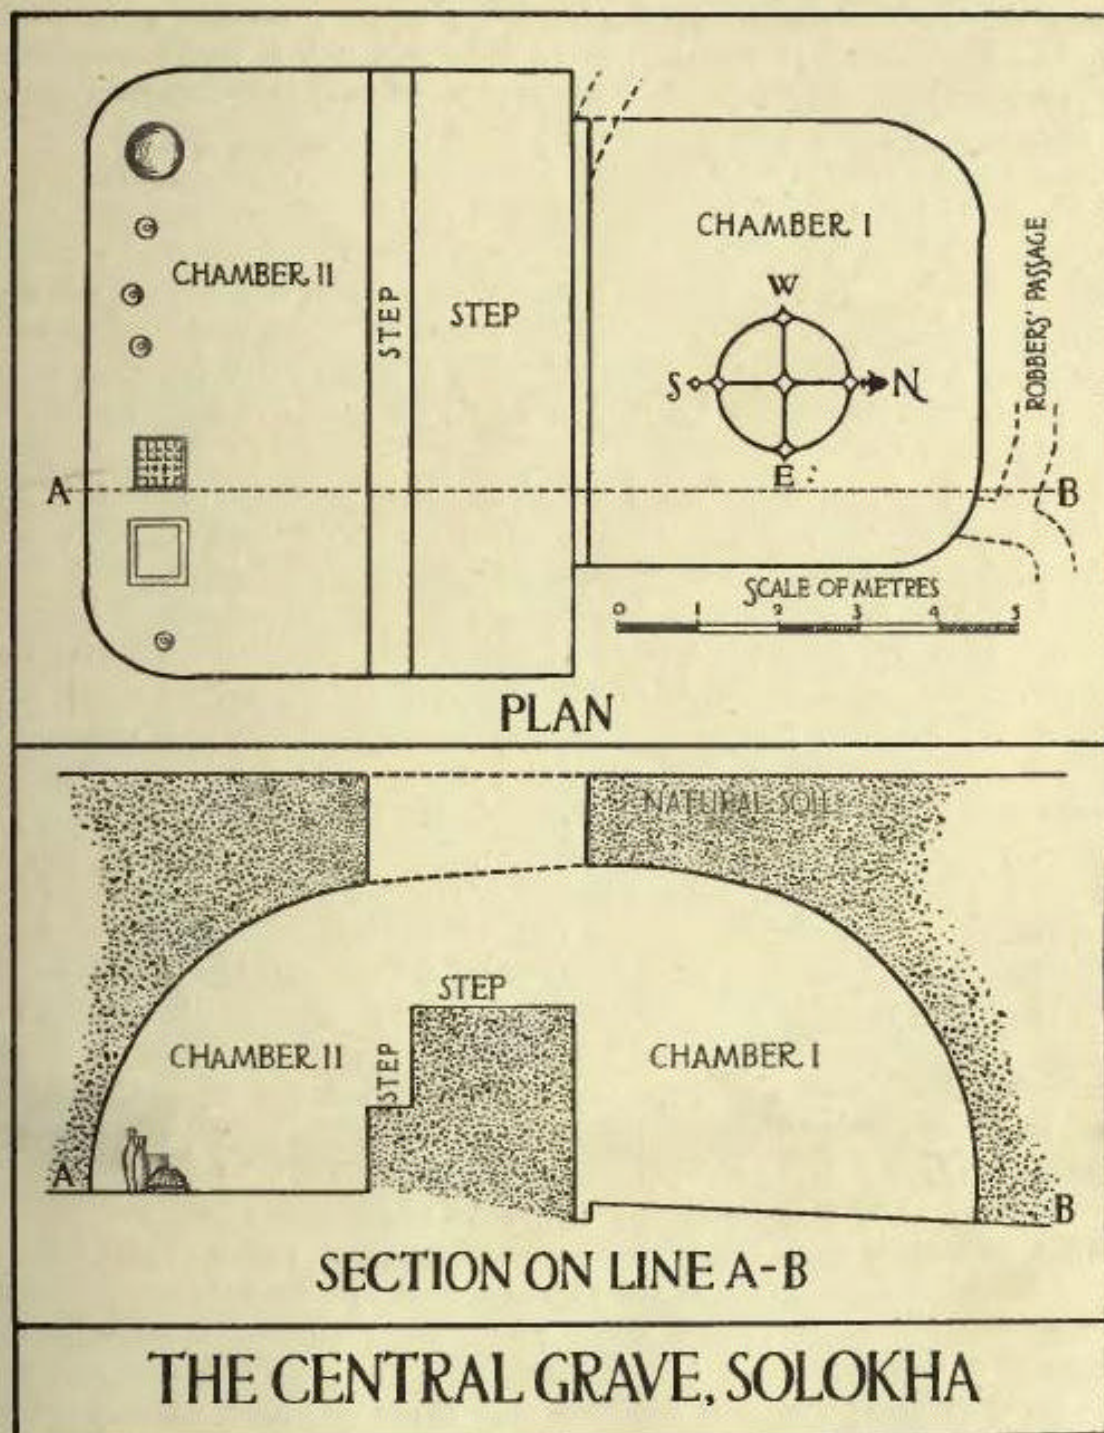 CHAMBER I
CHAMBER II
STEP
STEP
W
S N
E
ROBBERS' PASSAGE
A B
SCALE OF METRES
0 1 2 3 4 5
PLAN
NATURAL SOIL
STEP
STEP
CHAMBER II
CHAMBER I
A
B
SECTION ON LINE A-B
THE CENTRAL GRAVE, SOLOKHA